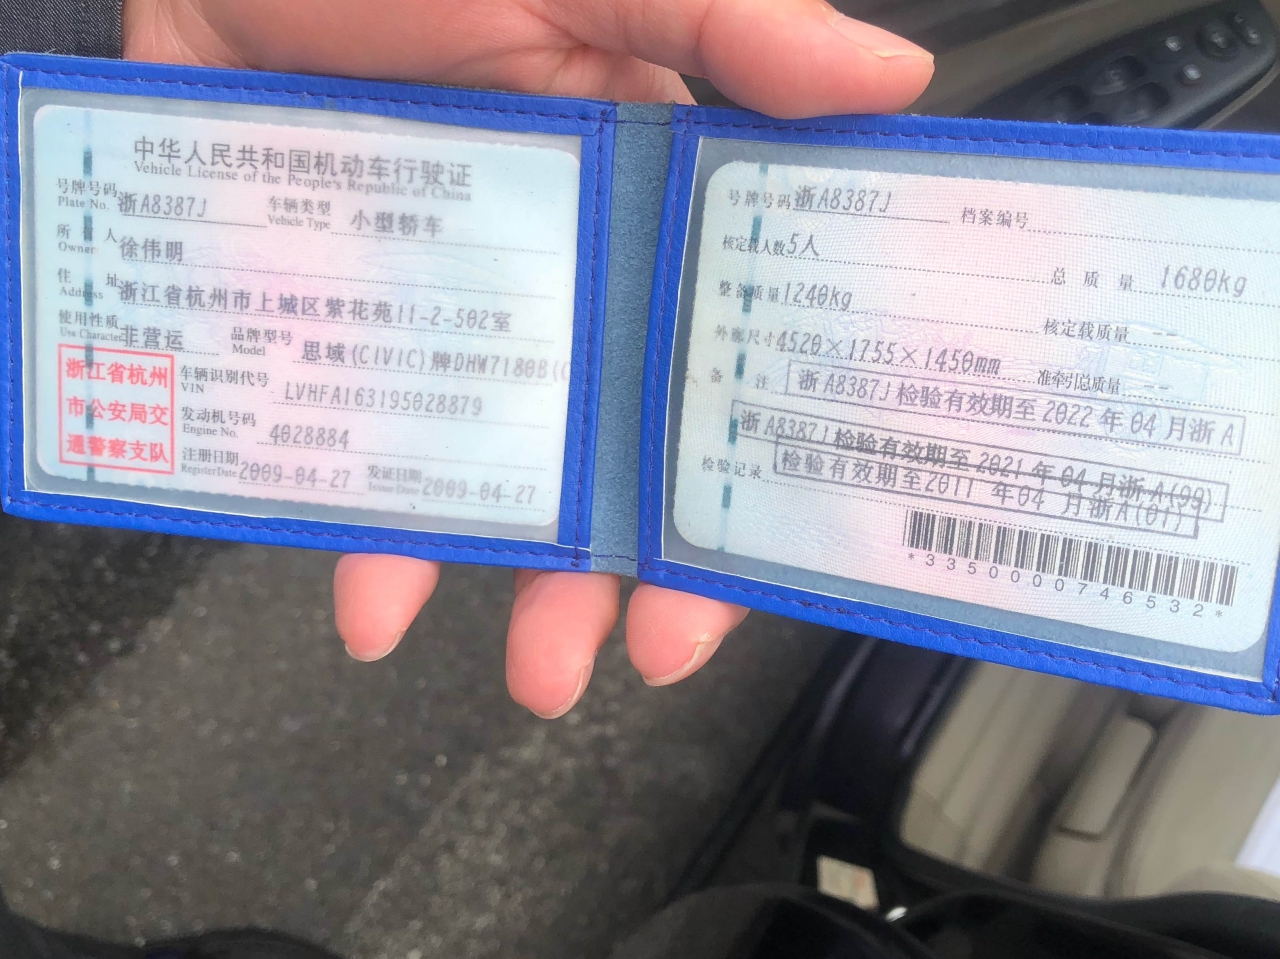 中华人民共和国机动车行驶证
Vehicle License of the People's Republic of China
号牌号码 浙A8387J 车辆类型 小型轿车
Plate No. Vehicle Type
所有人 徐伟明
Owner
住址 浙江省杭州市上城区紫花苑11-2-502室
Address
使用性质 非营运 品牌型号 思域(CIVIC)牌DHW7180B(C
Use Character Model
浙江省杭州
市公安局交
通警察支队
车辆识别代号 LVHFA163195028879
VIN
发动机号码 4028884
Engine No.
注册日期 2009-04-27 发证日期 2009-04-27
Register Date Issue Date
号牌号码 浙A8387J 档案编号
核定载人数 5人 总质量 1680kg
整备质量 1240kg 核定载质量 --
外廓尺寸 4520×1755×1450mm 准牵引总质量 --
备注 浙A8387J检验有效期至2022年04月浙A
浙A8387J检验有效期至2021年04月浙A(99)
检验记录 检验有效期至2011年04月浙A(01)
*3350000746532*